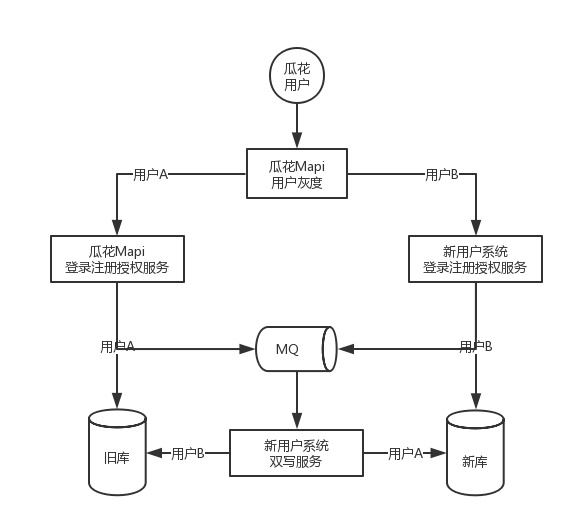 瓜花
用户
瓜花Mapi
用户灰度
用户A
用户B
瓜花Mapi
登录注册授权服务
新用户系统
登录注册授权服务
用户A
MQ
用户B
旧库
用户B
新用户系统
双写服务
用户A
新库